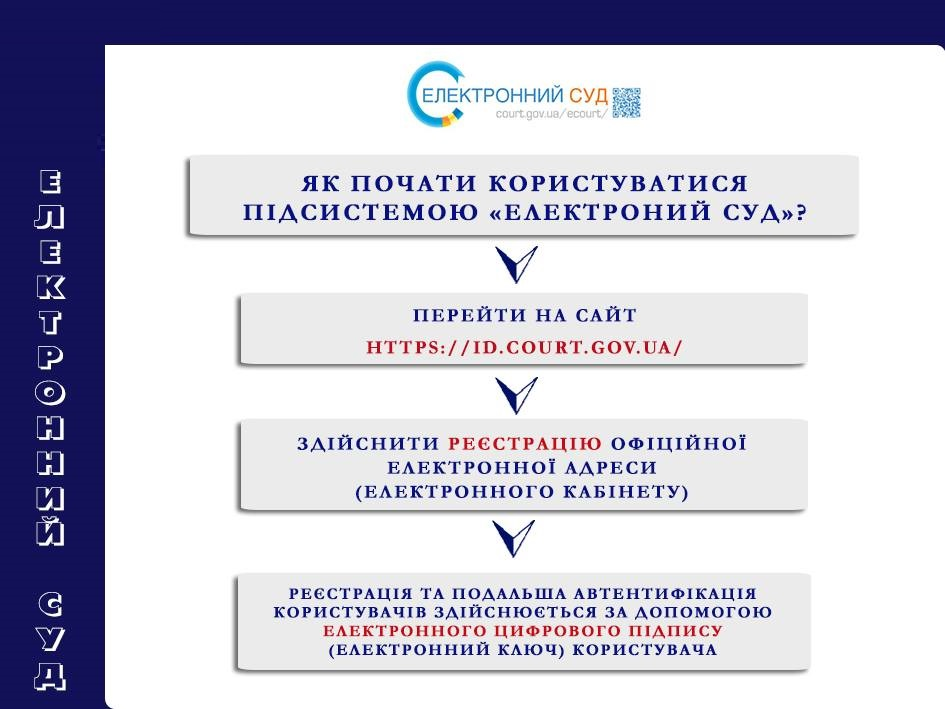 ЕЛЕКТРОННИЙ СУД
court.gov.ua/ecourt/
ЯК ПОЧАТИ КОРИСТУВАТИСЯ
ПІДСИСТЕМОЮ «ЕЛЕКТРОНИЙ СУД»?
ПЕРЕЙТИ НА САЙТ
HTTPS://ID.COURT.GOV.UA/
ЗДІЙСНИТИ РЕЄСТРАЦІЮ ОФІЦІЙНОЇ
ЕЛЕКТРОННОЇ АДРЕСИ
(ЕЛЕКТРОННОГО КАБІНЕТУ)
РЕЄСТРАЦІЯ ТА ПОДАЛЬША АВТЕНТИФІКАЦІЯ
КОРИСТУВАЧІВ ЗДІЙСНЮЄТЬСЯ ЗА ДОПОМОГОЮ
ЕЛЕКТРОННОГО ЦИФРОВОГО ПІДПИСУ
(ЕЛЕКТРОННИЙ КЛЮЧ) КОРИСТУВАЧА
ЕЛЕКТРОННИЙ СУД